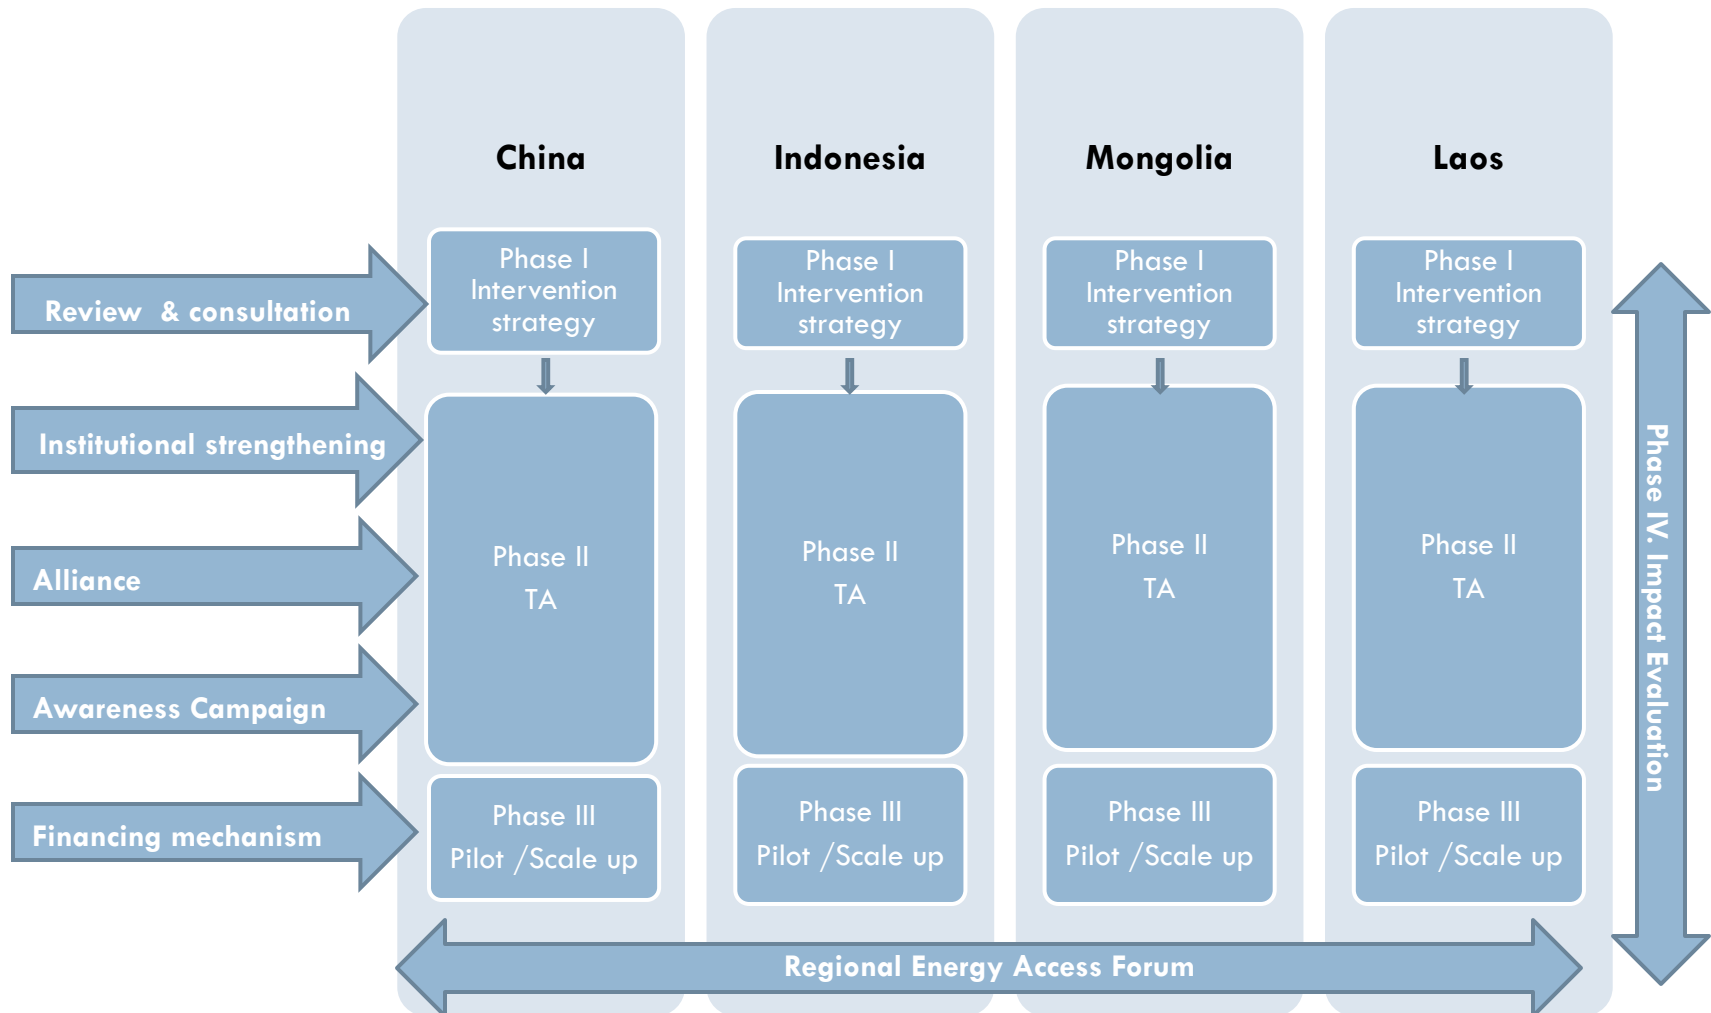 China
Indonesia
Mongolia
Laos
Review & consultation
Phase I
Intervention
strategy
Phase I
Intervention
strategy
Phase I
Intervention
strategy
Phase I
Intervention
strategy
Institutional strengthening
Alliance
Awareness Campaign
Phase II
TA
Phase II
TA
Phase II
TA
Phase II
TA
Financing mechanism
Phase III
Pilot /Scale up
Phase III
Pilot /Scale up
Phase III
Pilot /Scale up
Phase III
Pilot /Scale up
Phase IV. Impact Evaluation
Regional Energy Access Forum